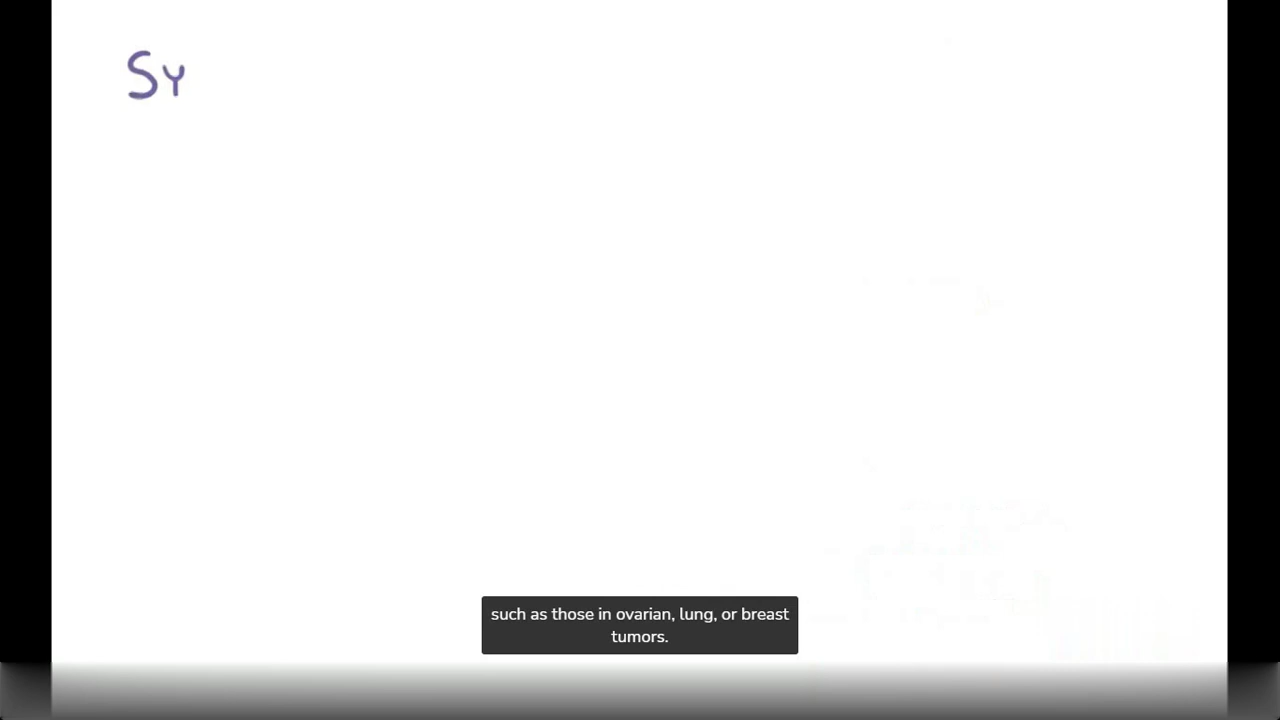 Sy
such as those in ovarian, lung, or breast
tumors.